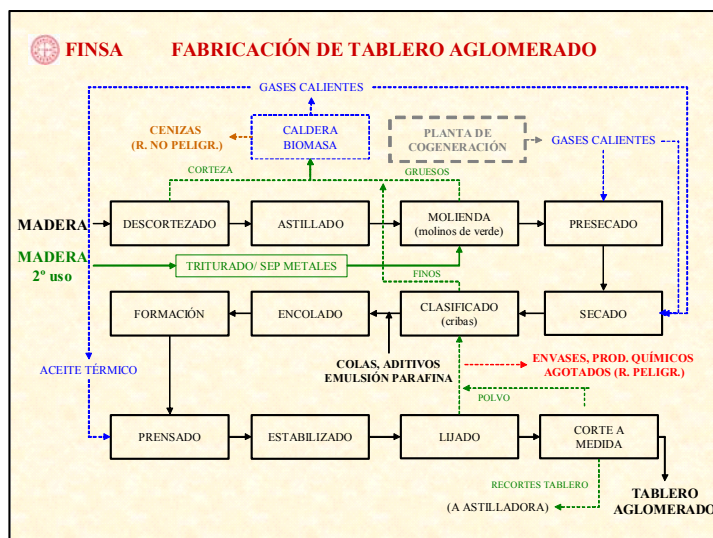 FINSA
FABRICACIÓN DE TABLERO AGLOMERADO
GASES CALIENTES
CENIZAS
(R. NO PELIGR.)
CALDERA
BIOMASA
PLANTA DE
COGENERACIÓN
GASES CALIENTES
CORTEZA
GRUESOS
MADERA
DESCORTEZADO
ASTILLADO
MOLIENDA
(molinos de verde)
PRESECADO
MADERA
2º uso
TRITURADO/ SEP METALES
FINOS
FORMACIÓN
ENCOLADO
CLASIFICADO
(cribas)
SECADO
COLAS, ADITIVOS
EMULSIÓN PARAFINA
ENVASES, PROD. QUÍMICOS
AGOTADOS (R. PELIGR.)
ACEITE TÉRMICO
POLVO
PRENSADO
ESTABILIZADO
LIJADO
CORTE A
MEDIDA
RECORTES TABLERO
(A ASTILLADORA)
TABLERO
AGLOMERADO